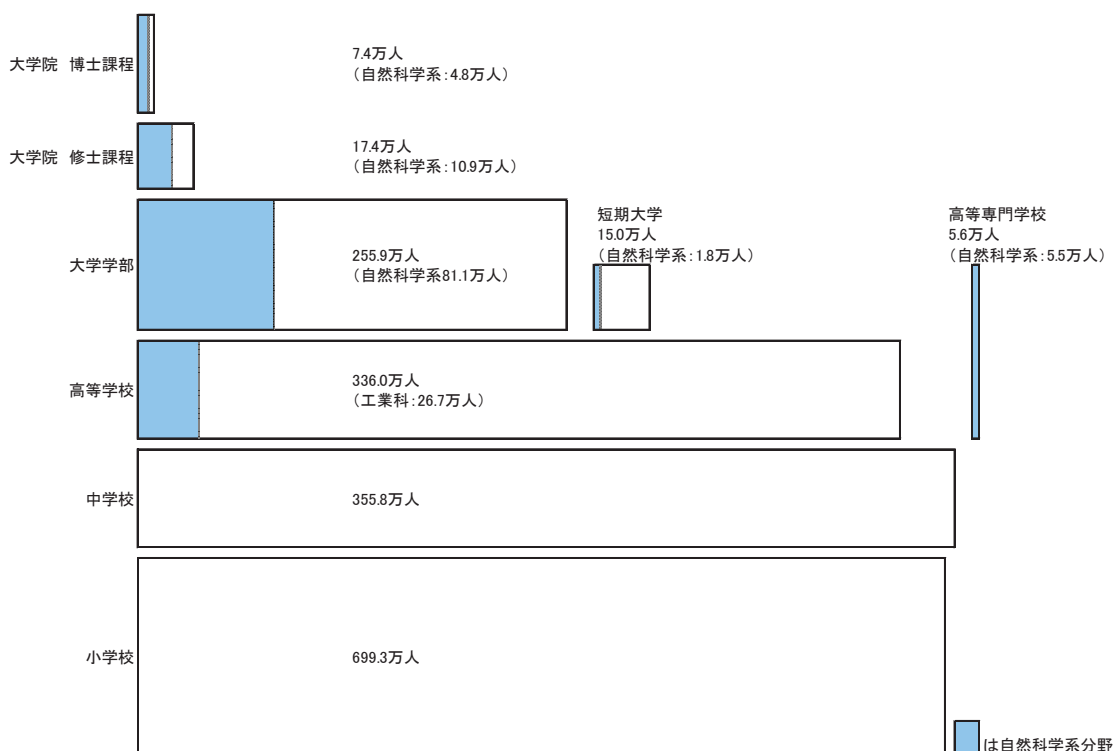 大学院　博士課程
7.4万人
（自然科学系：4.8万人）
大学院　修士課程
17.4万人
（自然科学系：10.9万人）
大学学部
255.9万人
（自然科学系81.1万人）
短期大学
15.0万人
（自然科学系：1.8万人）
高等専門学校
5.6万人
（自然科学系：5.5万人）
高等学校
336.0万人
（工業科：26.7万人）
中学校
355.8万人
小学校
699.3万人
は自然科学系分野